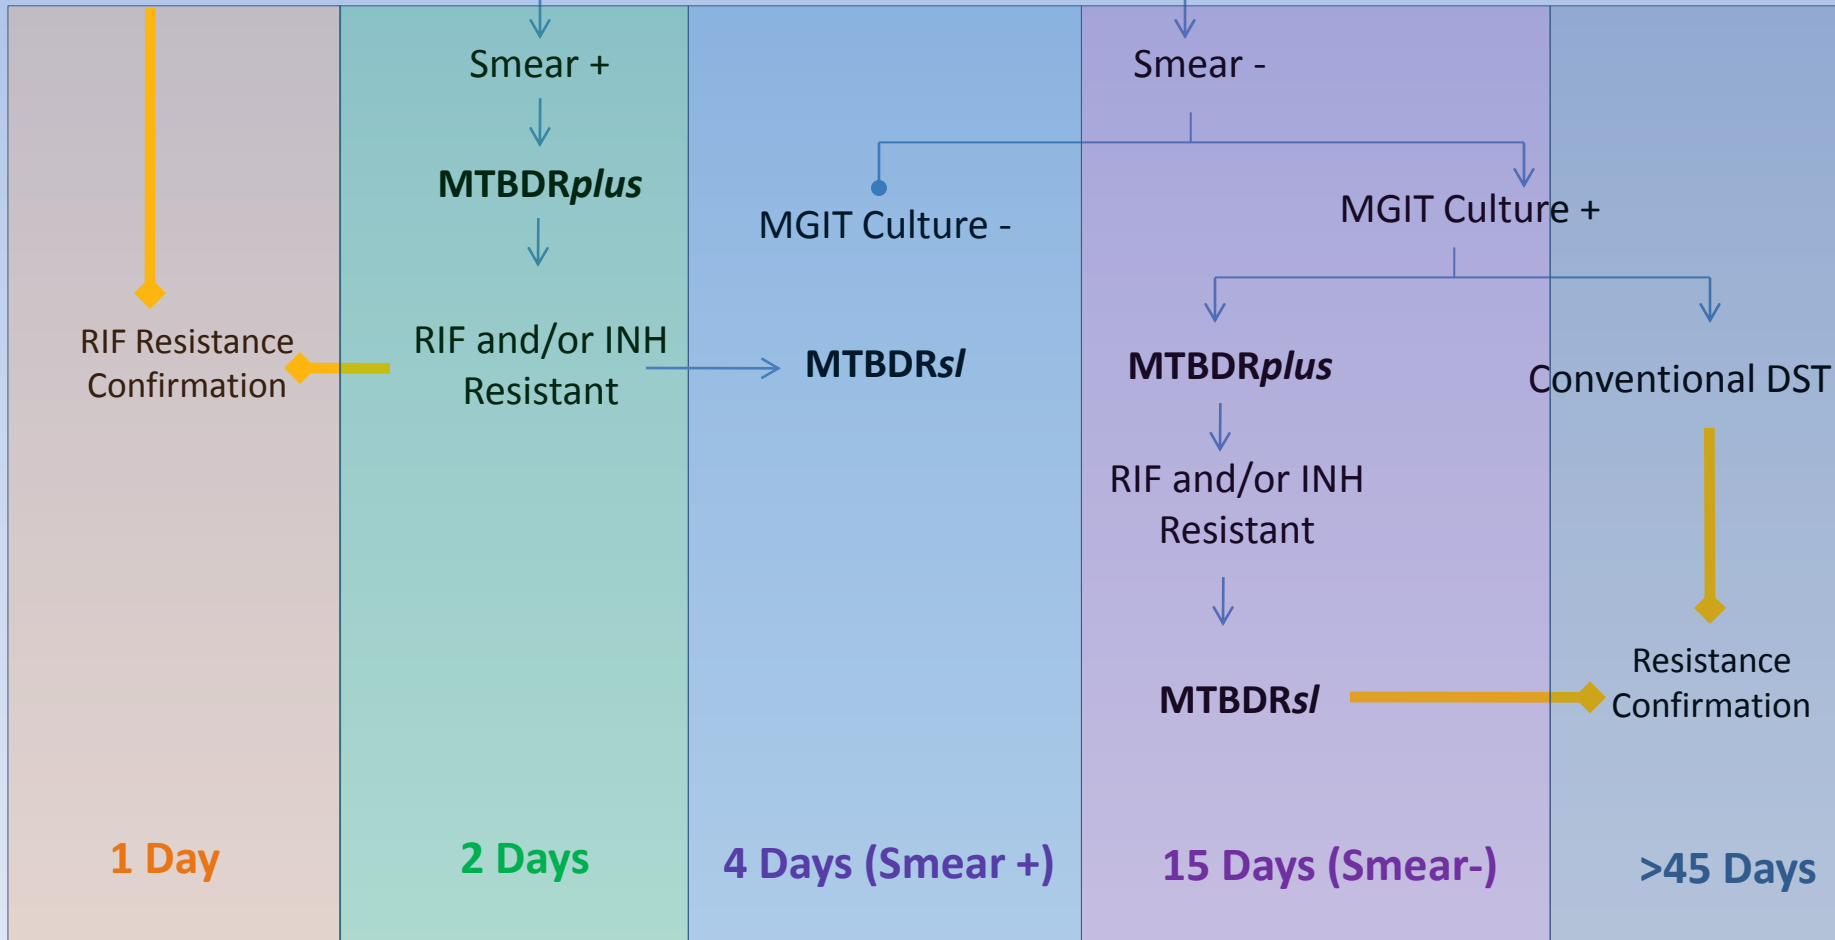 RIF Resistance
Confirmation
1 Day
Smear +
MTBDRplus
RIF and/or INH
Resistant
2 Days
MGIT Culture -
MTBDRsl
4 Days (Smear +)
Smear -
MGIT Culture +
MTBDRplus
RIF and/or INH
Resistant
MTBDRsl
15 Days (Smear-)
Conventional DST
Resistance
Confirmation
>45 Days